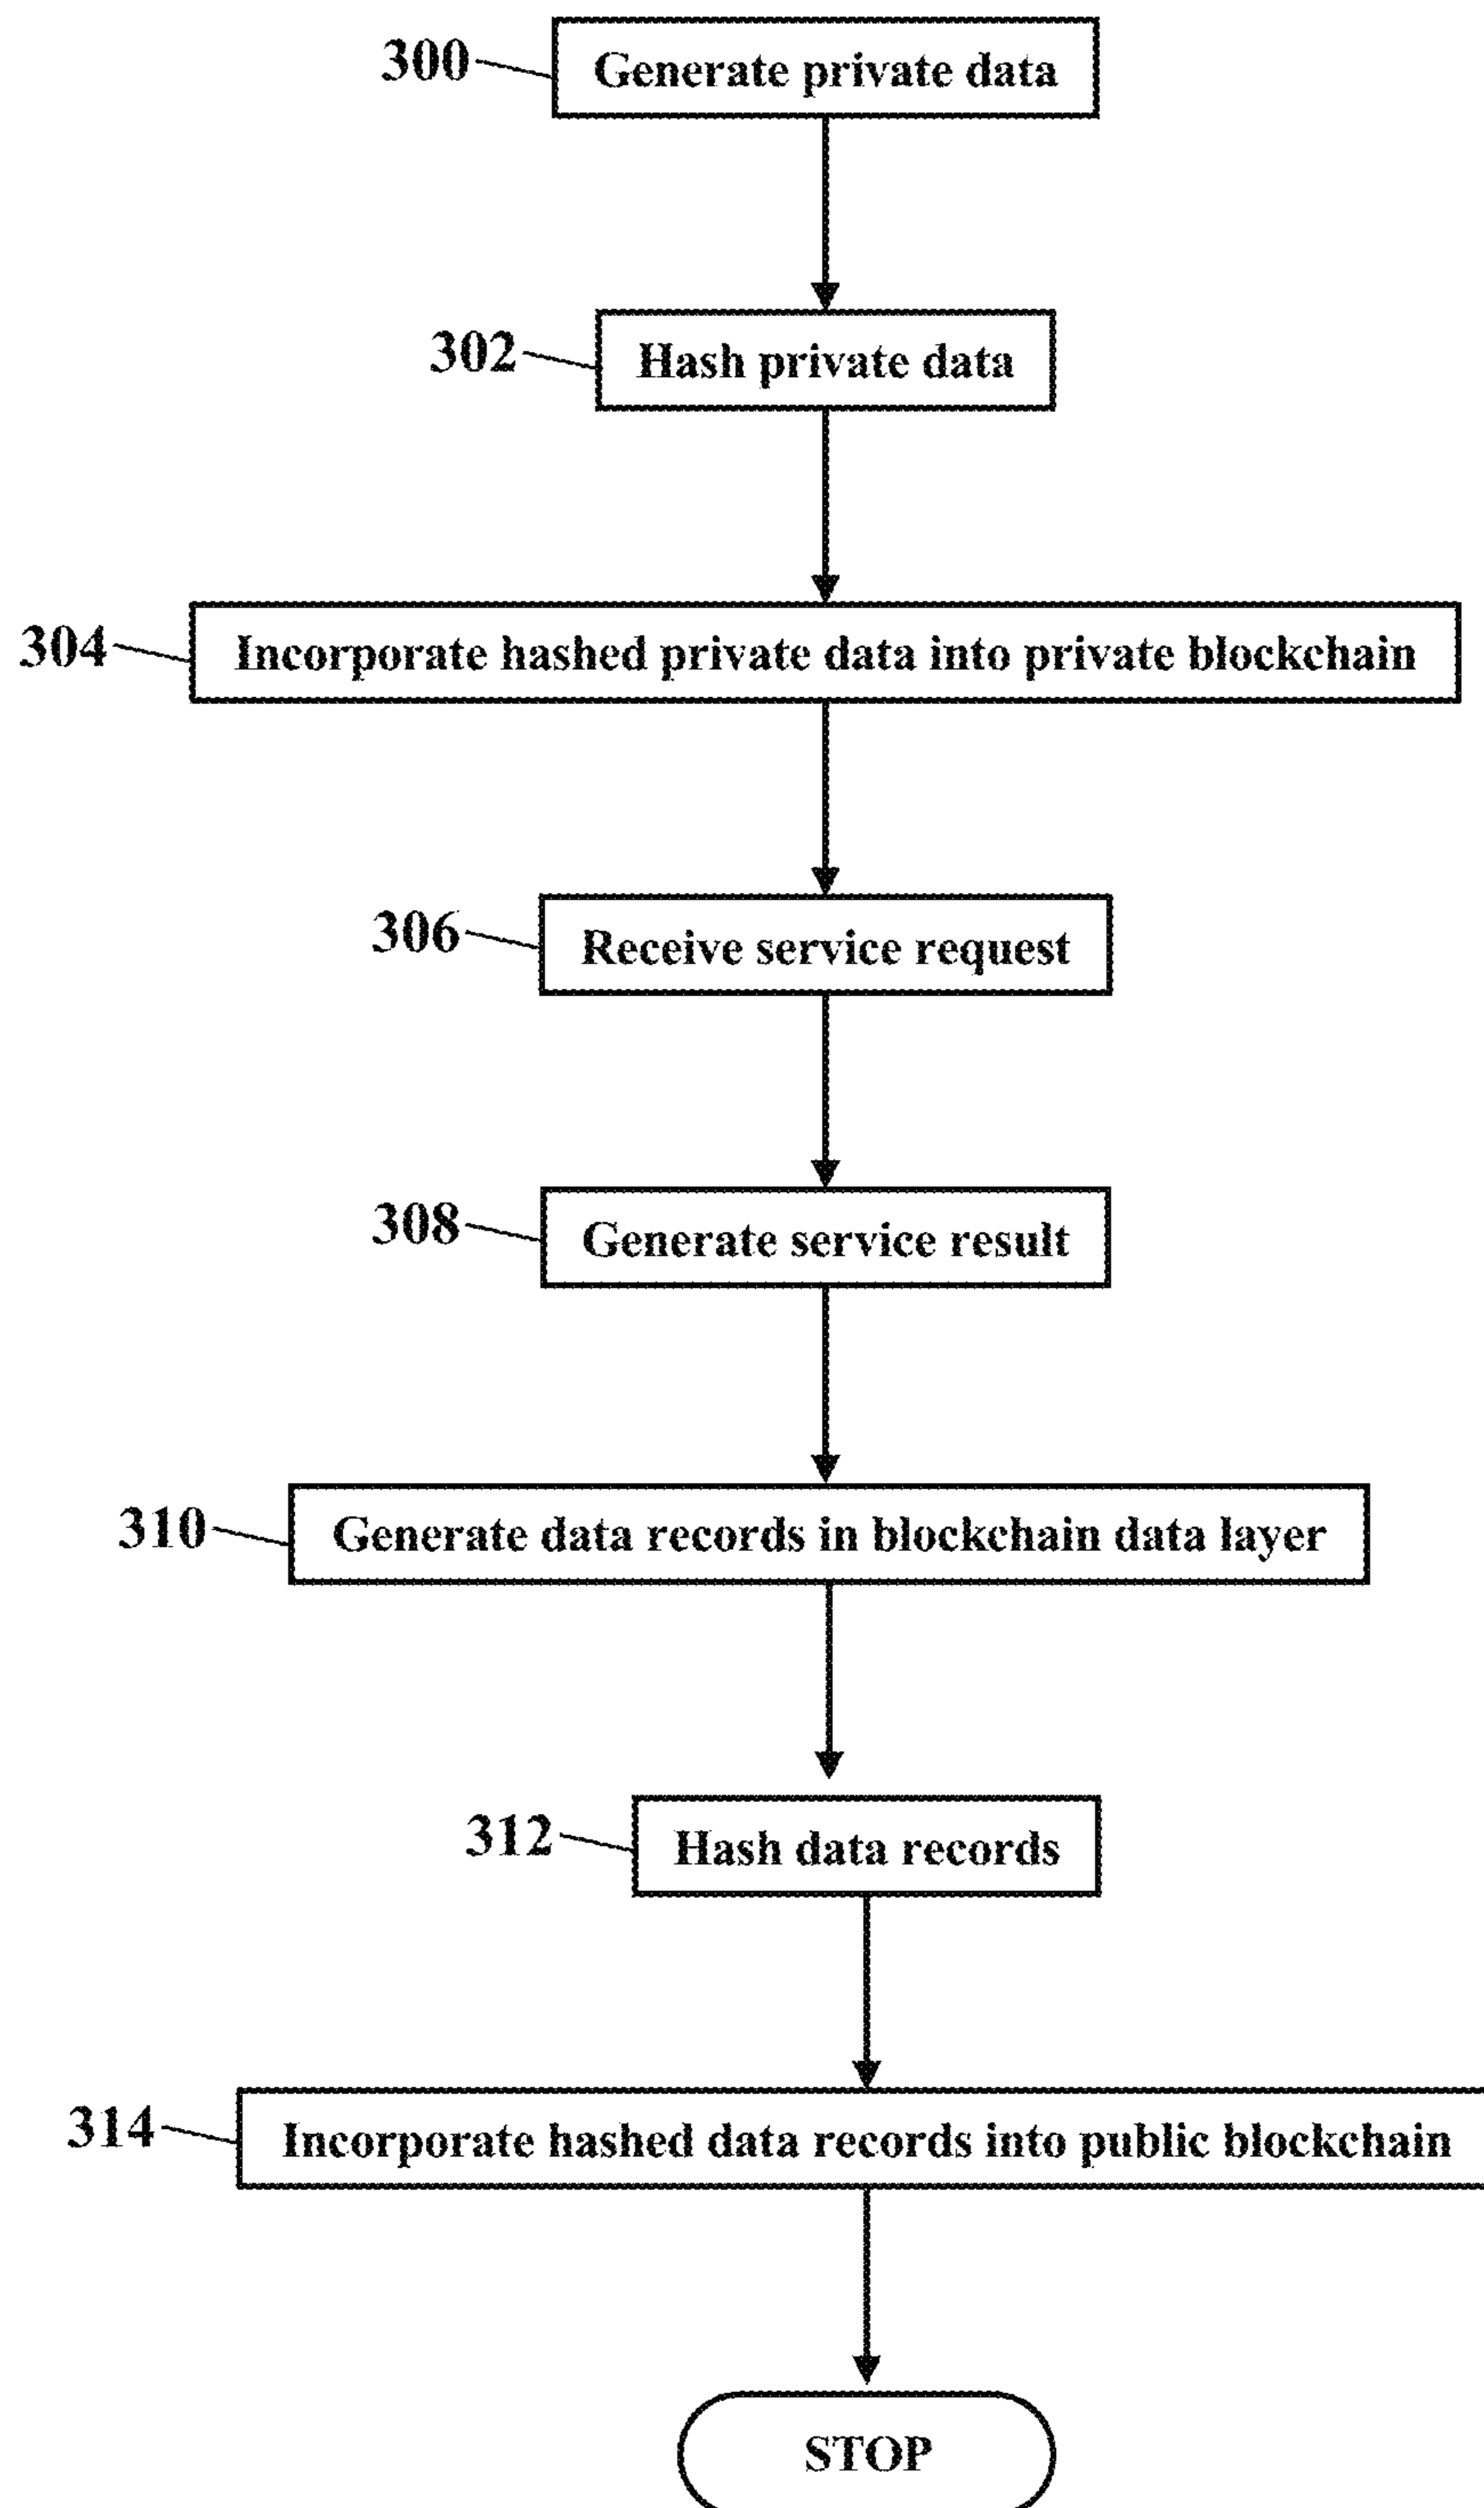 300 Generate private data
302 Hash private data
304 Incorporate hashed private data into private blockchain
306 Receive service request
308 Generate service result
310 Generate data records in blockchain data layer
312 Hash data records
314 Incorporate hashed data records into public blockchain
STOP